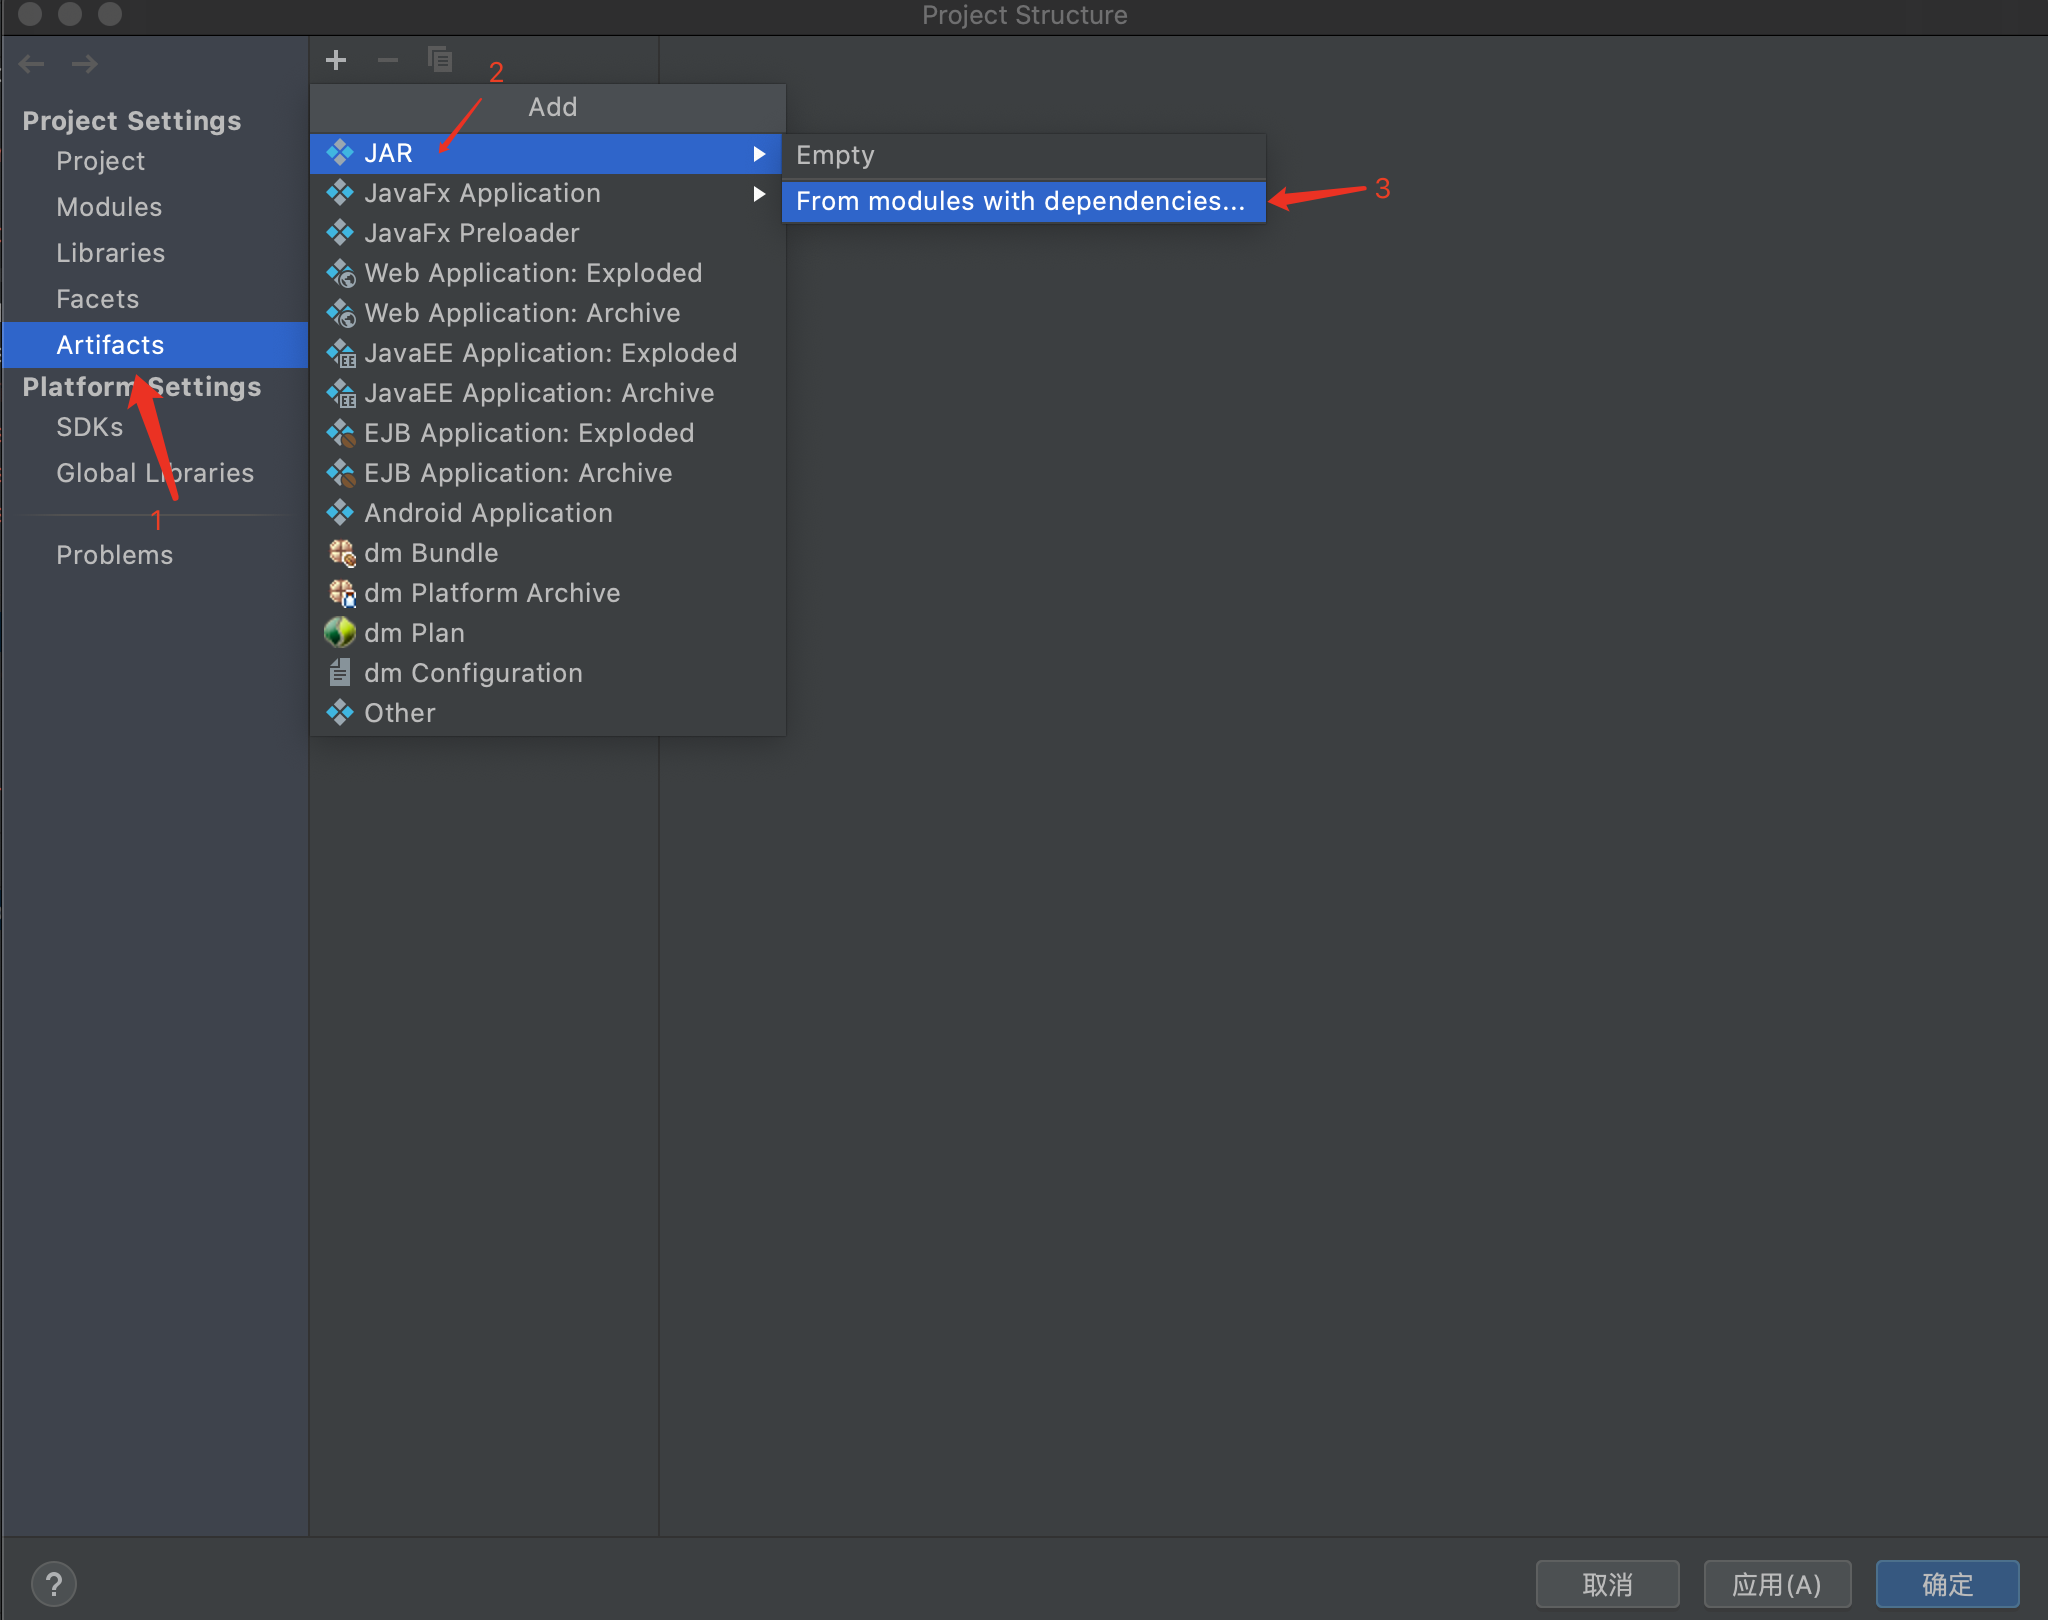 Project Structure
2
Add
Project Settings
Project
Modules
Libraries
Facets
Artifacts
Platform Settings
SDKs
Global Libraries
1
Problems
JAR
JavaFx Application
JavaFx Preloader
Web Application: Exploded
Web Application: Archive
JavaEE Application: Exploded
JavaEE Application: Archive
EJB Application: Exploded
EJB Application: Archive
Android Application
dm Bundle
dm Platform Archive
dm Plan
dm Configuration
Other
Empty
From modules with dependencies...
3
?
取消
应用(A)
确定